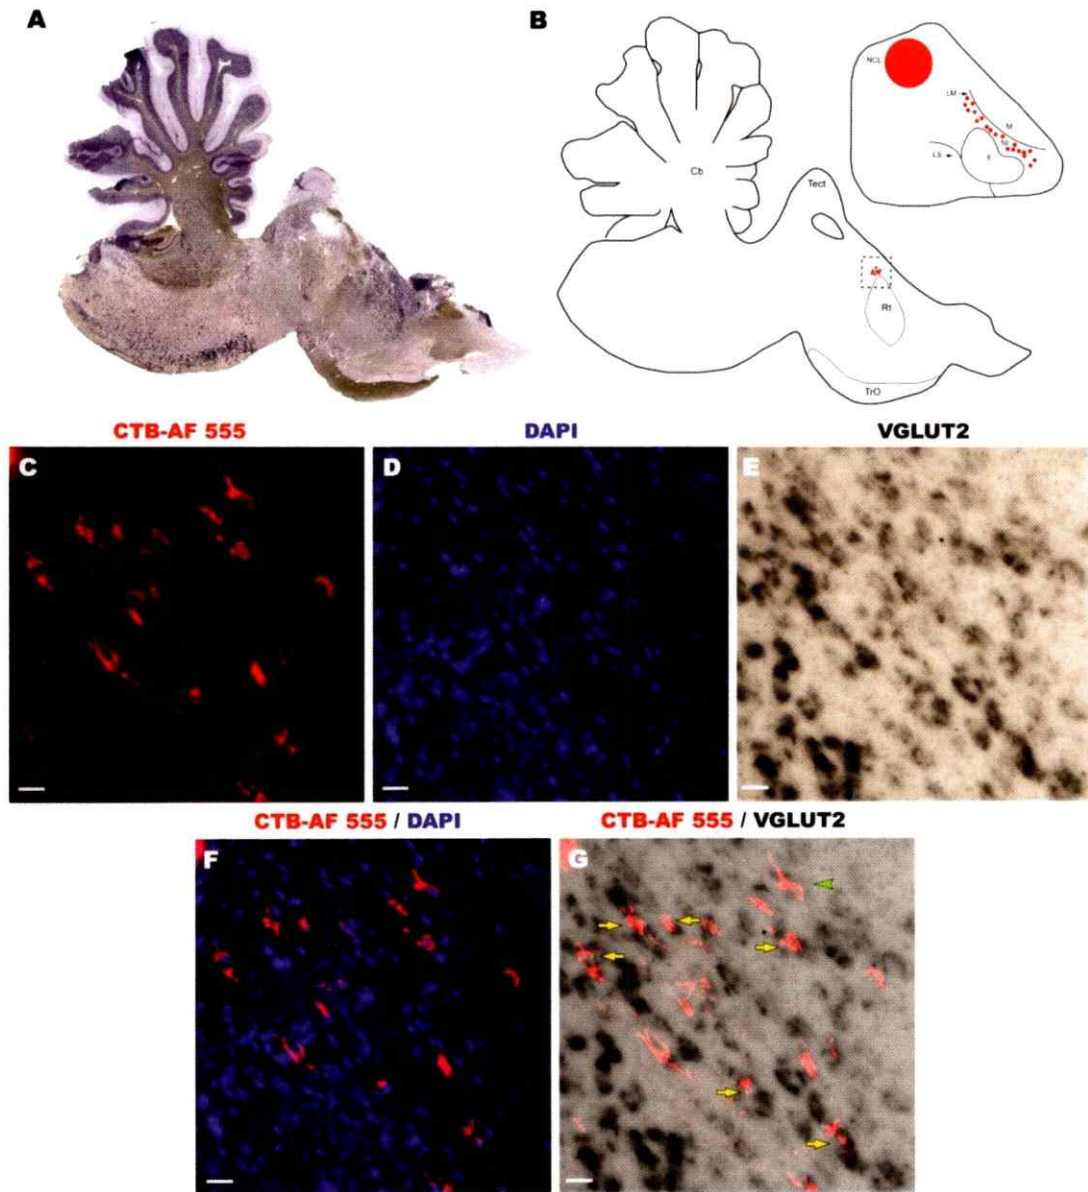 A
B
NCL
LM
M
NI
LS
E
Cb
Tect
Rt
TrO
CTB-AF 555
DAPI
VGLUT2
C
D
E
CTB-AF 555 / DAPI
CTB-AF 555 / VGLUT2
F
G